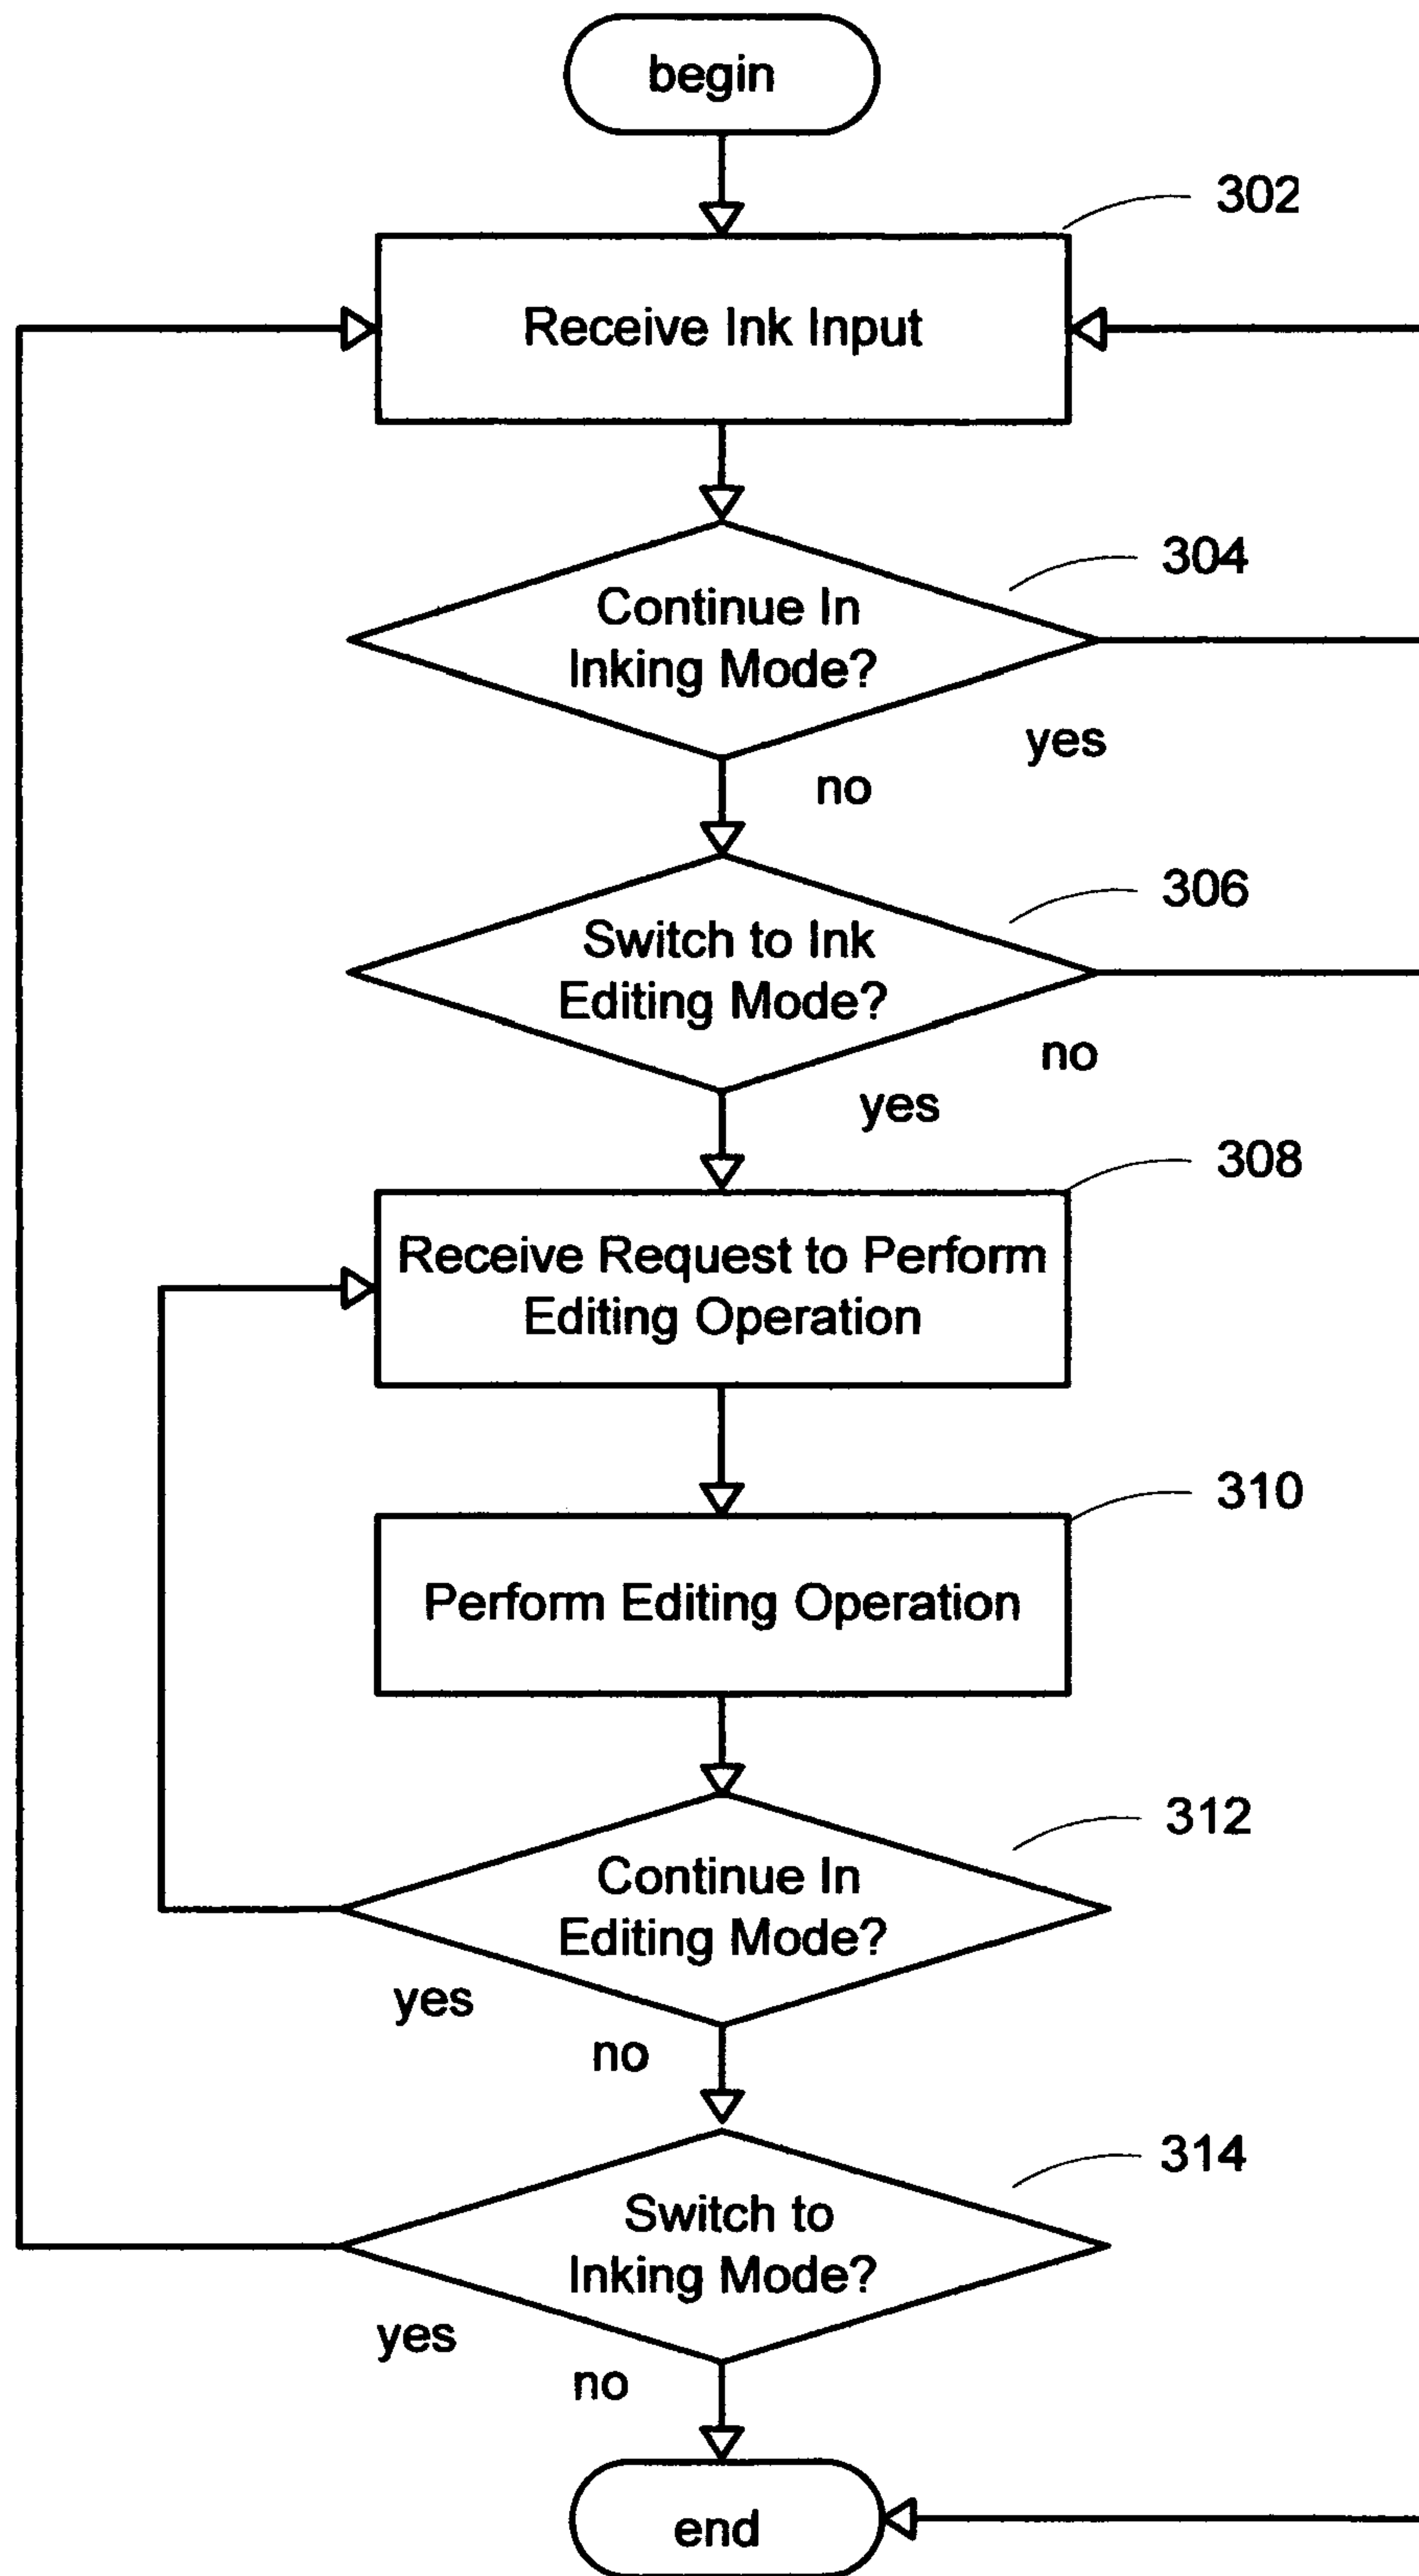 begin
302
Receive Ink Input
304
Continue In
Inking Mode?
yes
no
306
Switch to Ink
Editing Mode?
no
yes
308
Receive Request to Perform
Editing Operation
310
Perform Editing Operation
312
Continue In
Editing Mode?
yes
no
314
Switch to
Inking Mode?
yes
no
end